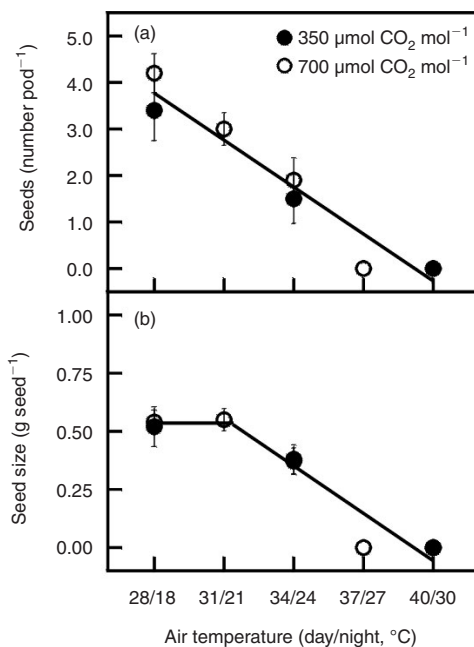 (a)
350 µmol CO₂ mol⁻¹
700 µmol CO₂ mol⁻¹
Seeds (number pod⁻¹)
5.0
4.0
3.0
2.0
1.0
0.0
(b)
Seed size (g seed⁻¹)
1.00
0.75
0.50
0.25
0.00
28/18 31/21 34/24 37/27 40/30
Air temperature (day/night, °C)